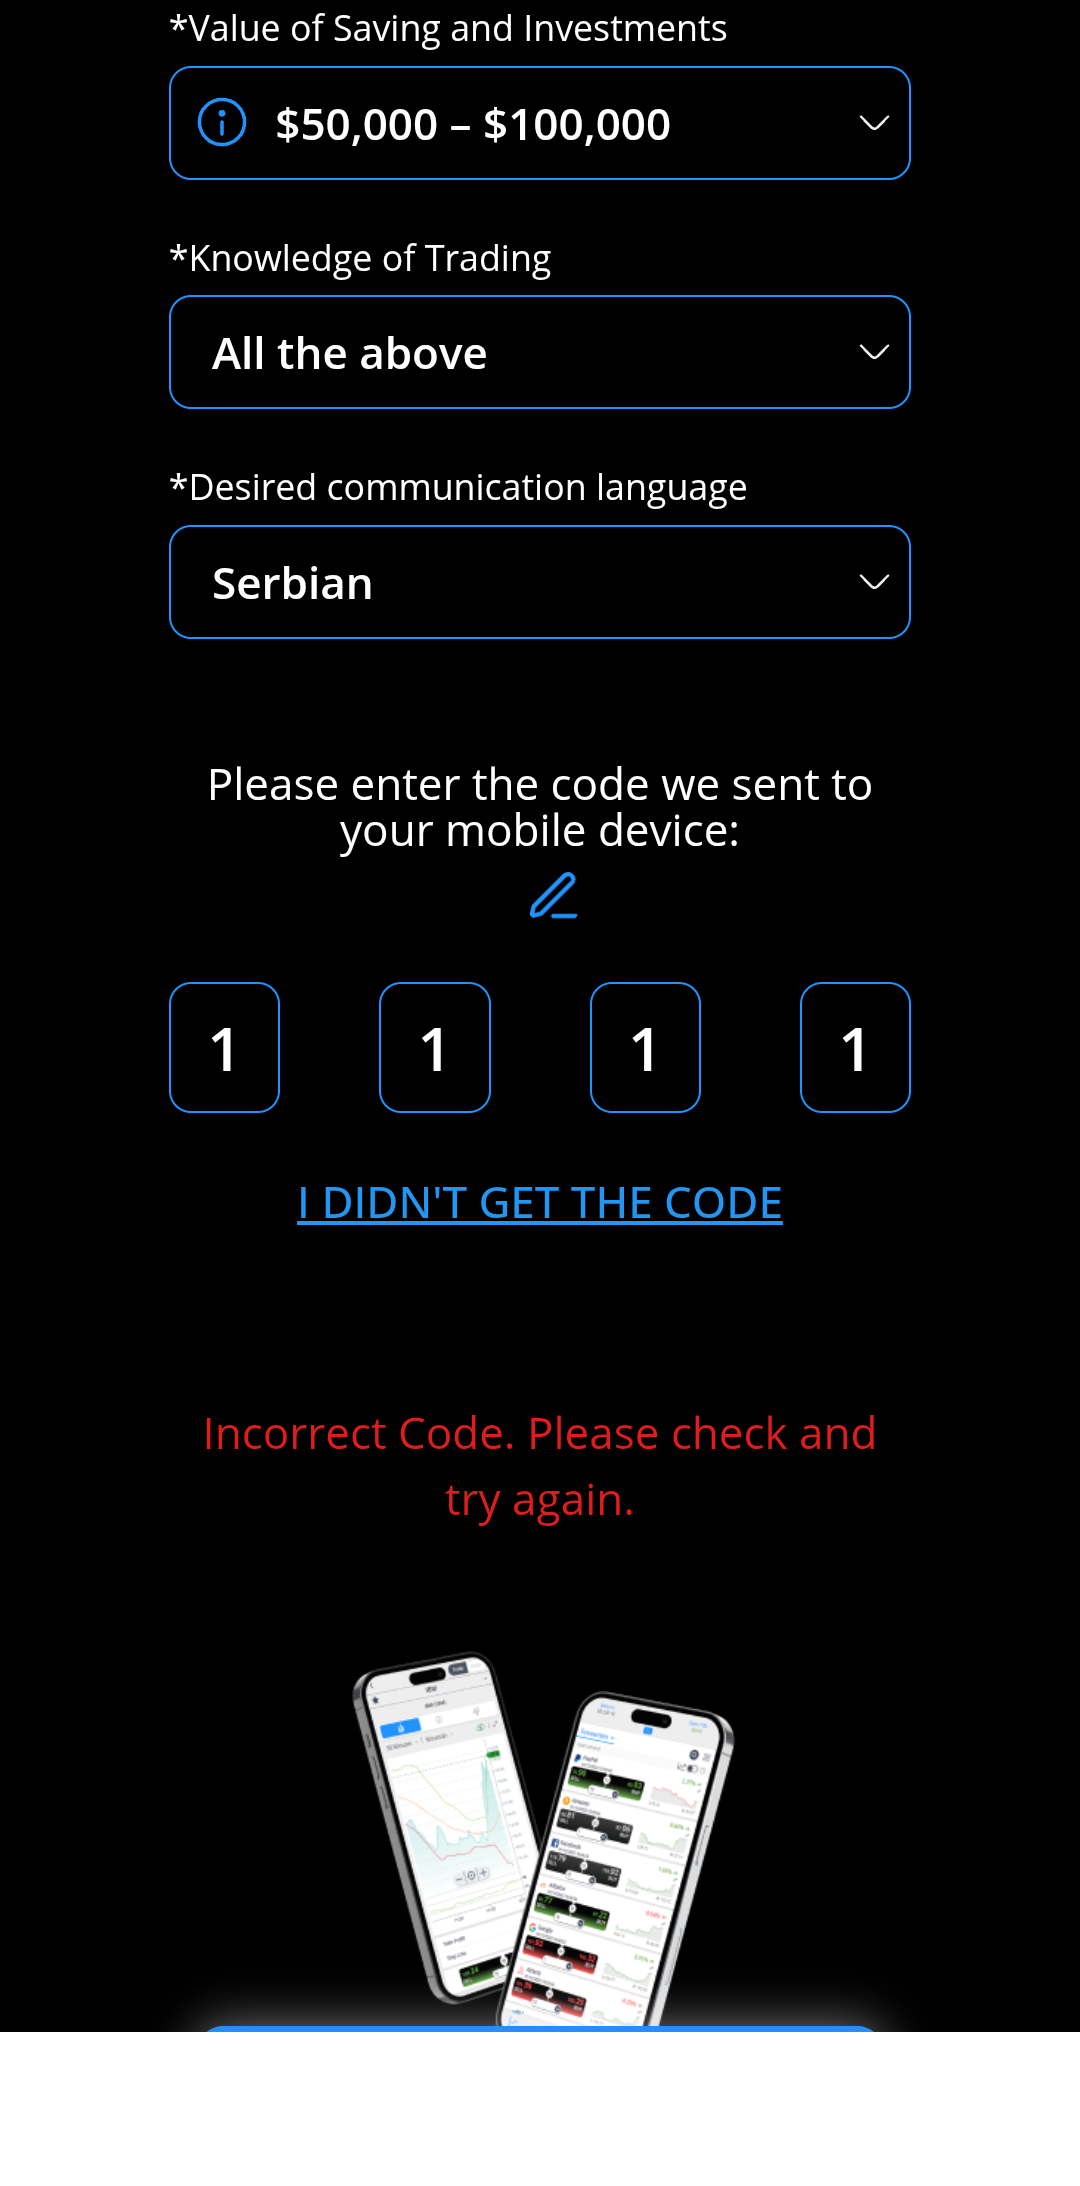 *Value of Saving and Investments
$50,000 – $100,000
*Knowledge of Trading
All the above
*Desired communication language
Serbian
Please enter the code we sent to
your mobile device:
1 1 1 1
I DIDN'T GET THE CODE
Incorrect Code. Please check and
try again.